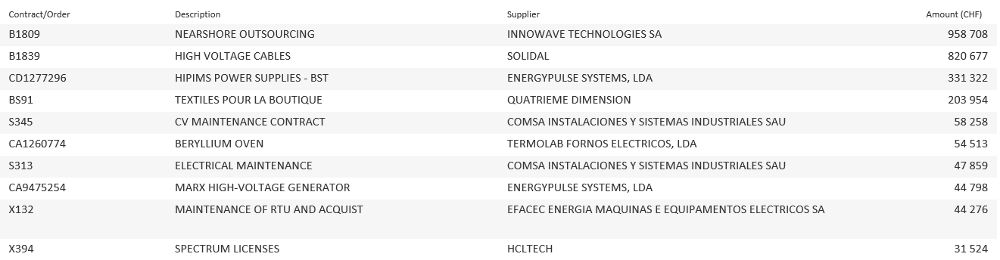 Contract/Order Description Supplier Amount (CHF)
B1809 NEARSHORE OUTSOURCING INNOWAVE TECHNOLOGIES SA 958 708
B1839 HIGH VOLTAGE CABLES SOLIDAL 820 677
CD1277296 HIPIMS POWER SUPPLIES - BST ENERGYPULSE SYSTEMS, LDA 331 322
BS91 TEXTILES POUR LA BOUTIQUE QUATRIEME DIMENSION 203 954
S345 CV MAINTENANCE CONTRACT COMSA INSTALACIONES Y SISTEMAS INDUSTRIALES SAU 58 258
CA1260774 BERYLLIUM OVEN TERMOLAB FORNOS ELECTRICOS, LDA 54 513
S313 ELECTRICAL MAINTENANCE COMSA INSTALACIONES Y SISTEMAS INDUSTRIALES SAU 47 859
CA9475254 MARX HIGH-VOLTAGE GENERATOR ENERGYPULSE SYSTEMS, LDA 44 798
X132 MAINTENANCE OF RTU AND ACQUIST EFACEC ENERGIA MAQUINAS E EQUIPAMENTOS ELECTRICOS SA 44 276
X394 SPECTRUM LICENSES HCLTECH 31 524